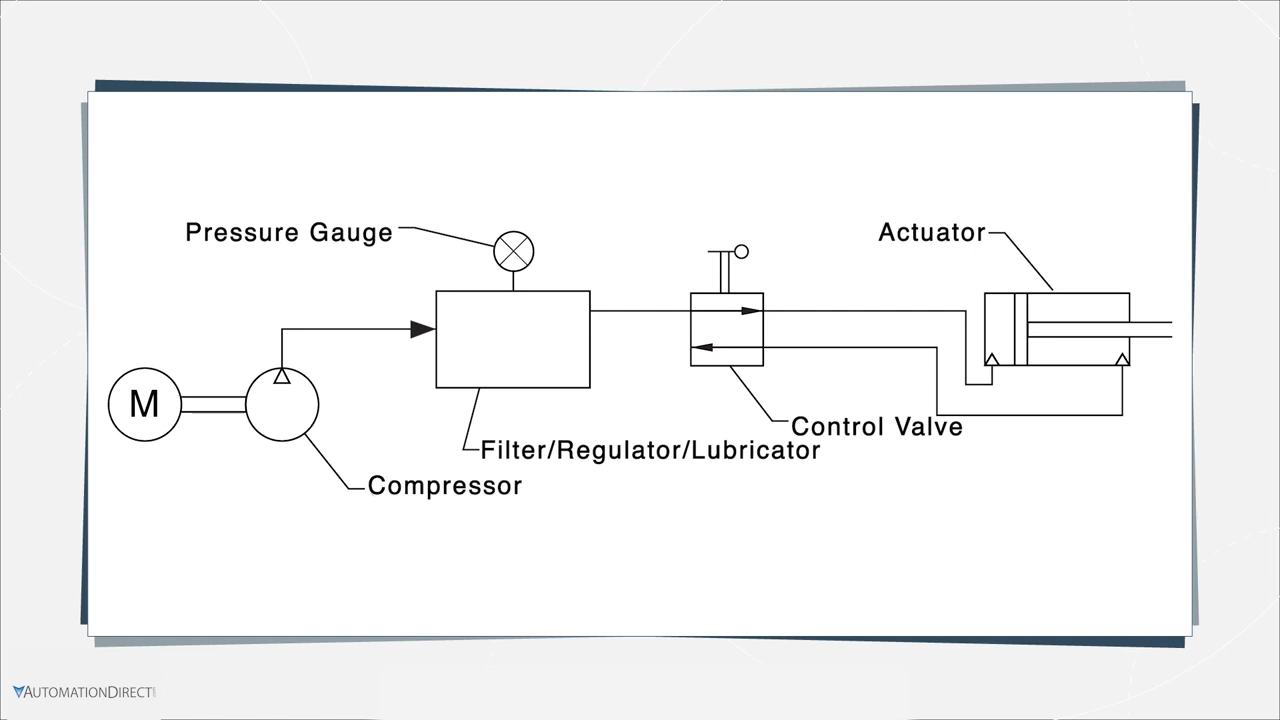 Pressure Gauge
Actuator
M
Control Valve
Filter/Regulator/Lubricator
Compressor
AUTOMATIONDIRECT